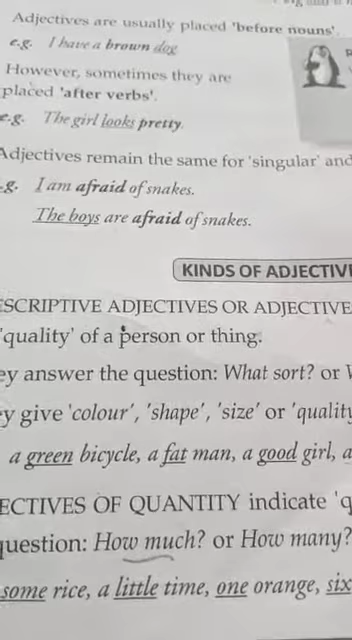 Adjectives are usually placed 'before nouns'.
e.g. I have a brown dog
However, sometimes they are
placed 'after verbs'.
e.g. The girl looks pretty.
Adjectives remain the same for 'singular' and
g. I am afraid of snakes.
The boys are afraid of snakes.
KINDS OF ADJECTIV
ESCRIPTIVE ADJECTIVES OR ADJECTIVE
'quality' of a person or thing.
ey answer the question: What sort? or
y give 'colour', 'shape', 'size' or 'quality
a green bicycle, a fat man, a good girl, a
ECTIVES OF QUANTITY indicate 'q
question: How much? or How many?
some rice, a little time, one orange, six